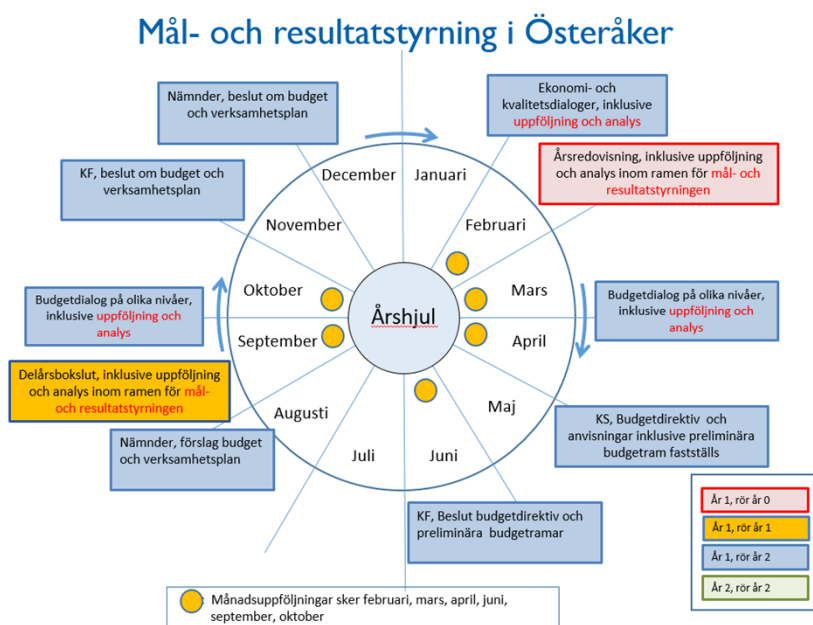 Mål- och resultatstyrning i Österåker
Nämnder, beslut om budget
och verksamhetsplan
Ekonomi- och
kvalitetsdialoger, inklusive
uppföljning och analys
KF, beslut om budget och
verksamhetsplan
Årsredovisning, inklusive uppföljning
och analys inom ramen för mål- och
resultatstyrningen
December
Januari
November
Februari
Oktober
Mars
Årshjul
September
April
Augusti
Maj
Juli
Juni
Budgetdialog på olika nivåer,
inklusive uppföljning och
analys
Budgetdialog på olika nivåer,
inklusive uppföljning och
analys
Delårsbokslut, inklusive uppföljning
och analys inom ramen för mål-
och resultatstyrningen
Nämnder, förslag budget
och verksamhetsplan
KS, Budgetdirektiv och
anvisningar inklusive preliminära
budgetram fastställs
KF, Beslut budgetdirektiv och
preliminära budgetramar
År 1, rör år 0
År 1, rör år 1
År 1, rör år 2
År 2, rör år 2
: Månadsuppföljningar sker februari, mars, april, juni,
september, oktober